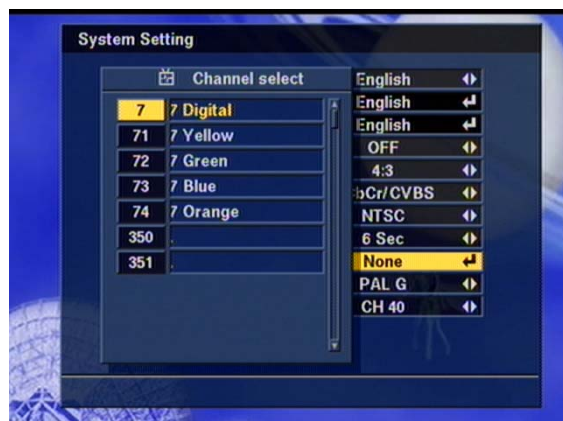 System Setting
Channel select
7 7 Digital
71 7 Yellow
72 7 Green
73 7 Blue
74 7 Orange
350 .
351 .
English
English
English
OFF
4:3
bCr/CVBS
NTSC
6 Sec
None
PAL G
CH 40